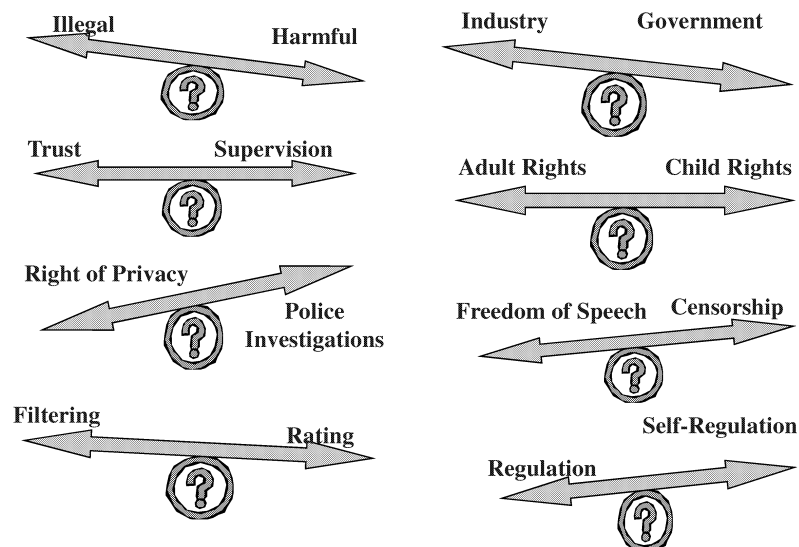 Illegal
Harmful
?
Trust
Supervision
?
Right of Privacy
Police
Investigations
?
Filtering
Rating
?
Industry
Government
?
Adult Rights
Child Rights
?
Freedom of Speech
Censorship
?
Self-Regulation
Regulation
?